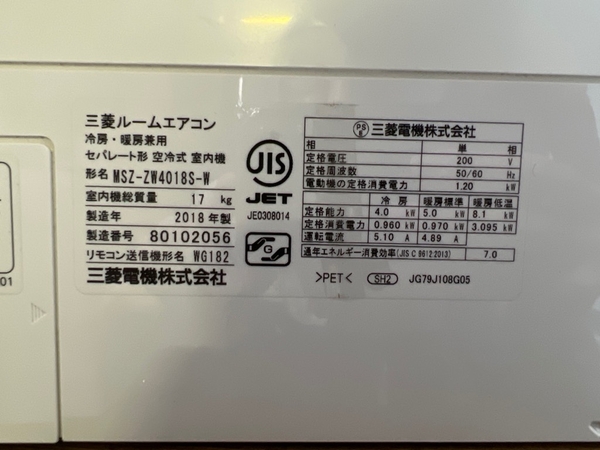 三菱ルームエアコン
冷房・暖房兼用
セパレート形 空冷式 室内機
形名 MSZ-ZW4018S-W
室内機総質量 17 kg
製造年 2018 年製
製造番号 80102056
リモコン送信機形名 WG182
三菱電機株式会社
JIS
JET
JE0308014
G
PS
E
三菱電機株式会社
相 単 相
定格電圧 200 V
定格周波数 50/60 Hz
電動機の定格消費電力 1.20 kW
冷 房 暖房標準 暖房低温
定格能力 4.0 kW 5.0 kW 8.1 kW
定格消費電力 0.960 kW 0.970 kW 3.095 kW
運転電流 5.10 A 4.89 A
通年エネルギー消費効率(JIS C 9612:2013) 7.0
>PET< SH2 JG79J108G05
01